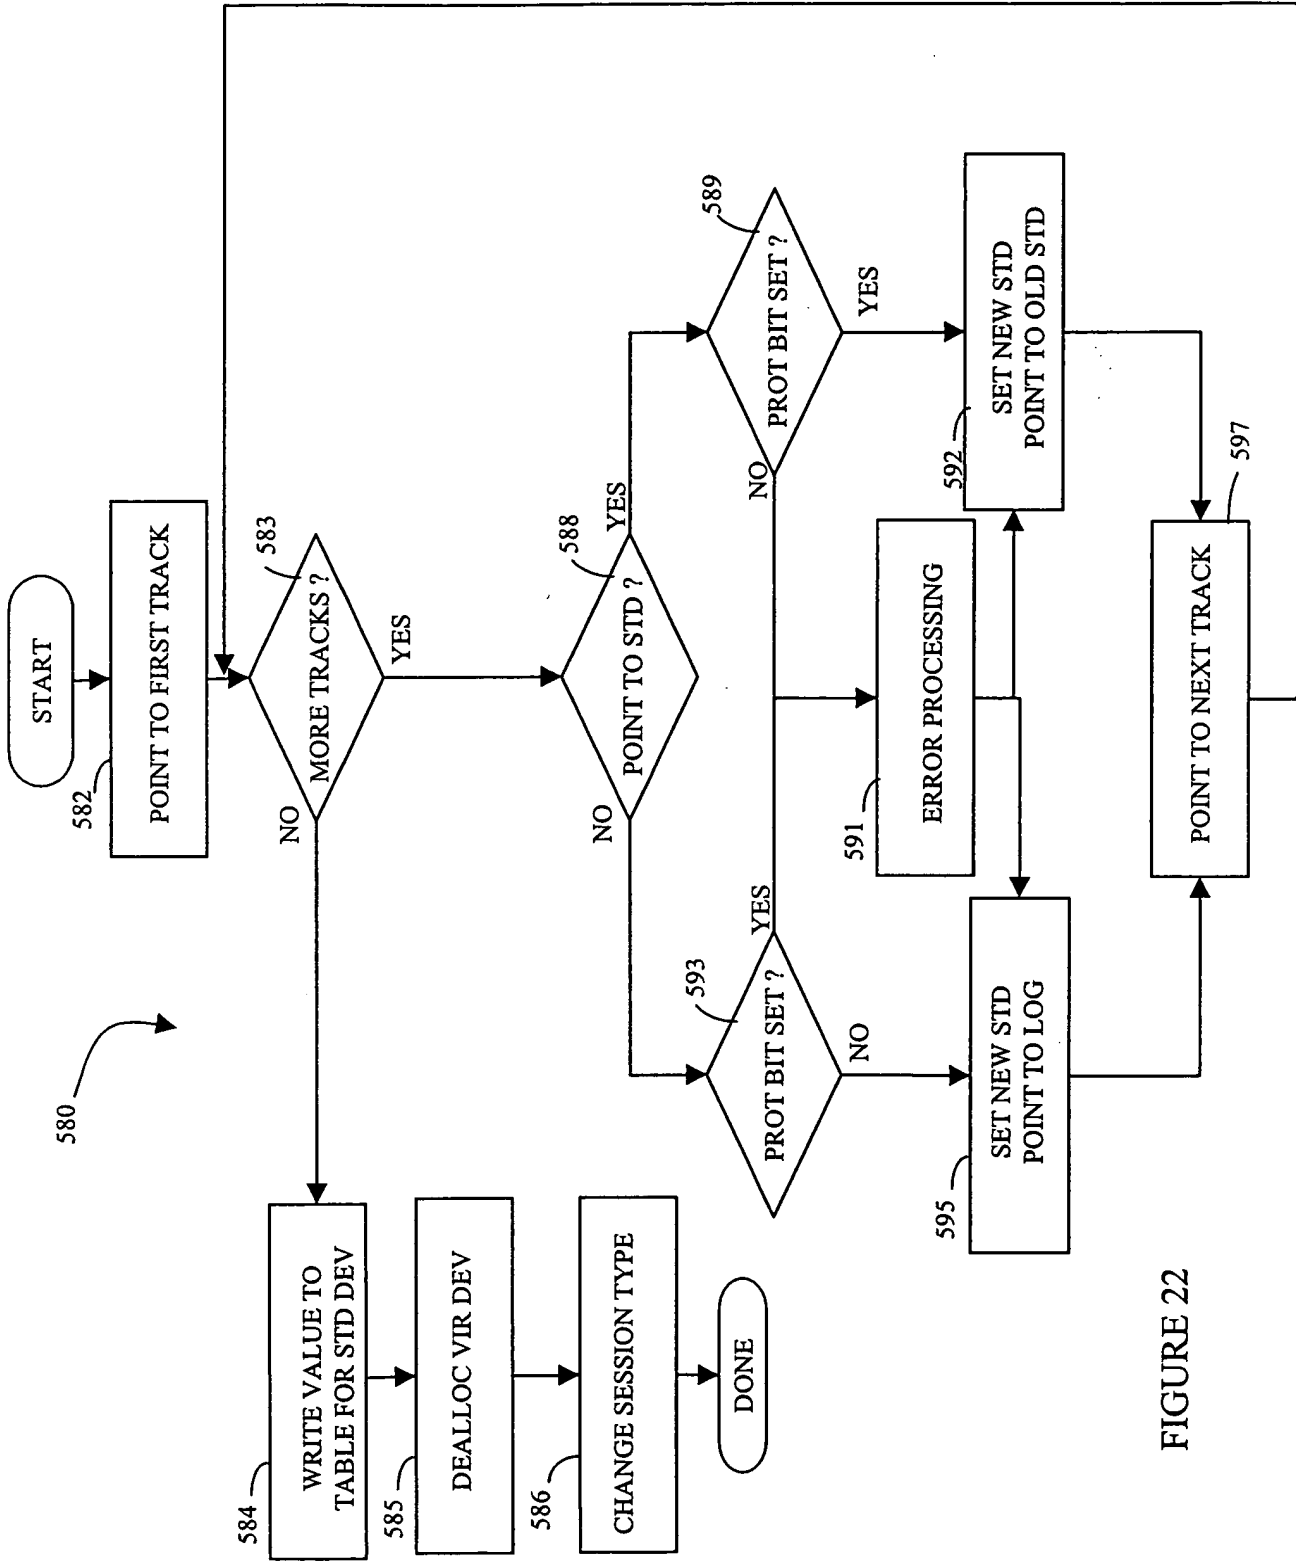 START
582
POINT TO FIRST TRACK
583
MORE TRACKS ?
NO
YES
580
584
WRITE VALUE TO
TABLE FOR STD DEV
585
DEALLOC VIR DEV
586
CHANGE SESSION TYPE
DONE
588
POINT TO STD ?
NO
YES
593
PROT BIT SET ?
YES
NO
589
PROT BIT SET ?
NO
YES
591
ERROR PROCESSING
595
SET NEW STD
POINT TO LOG
592
SET NEW STD
POINT TO OLD STD
597
POINT TO NEXT TRACK
FIGURE 22